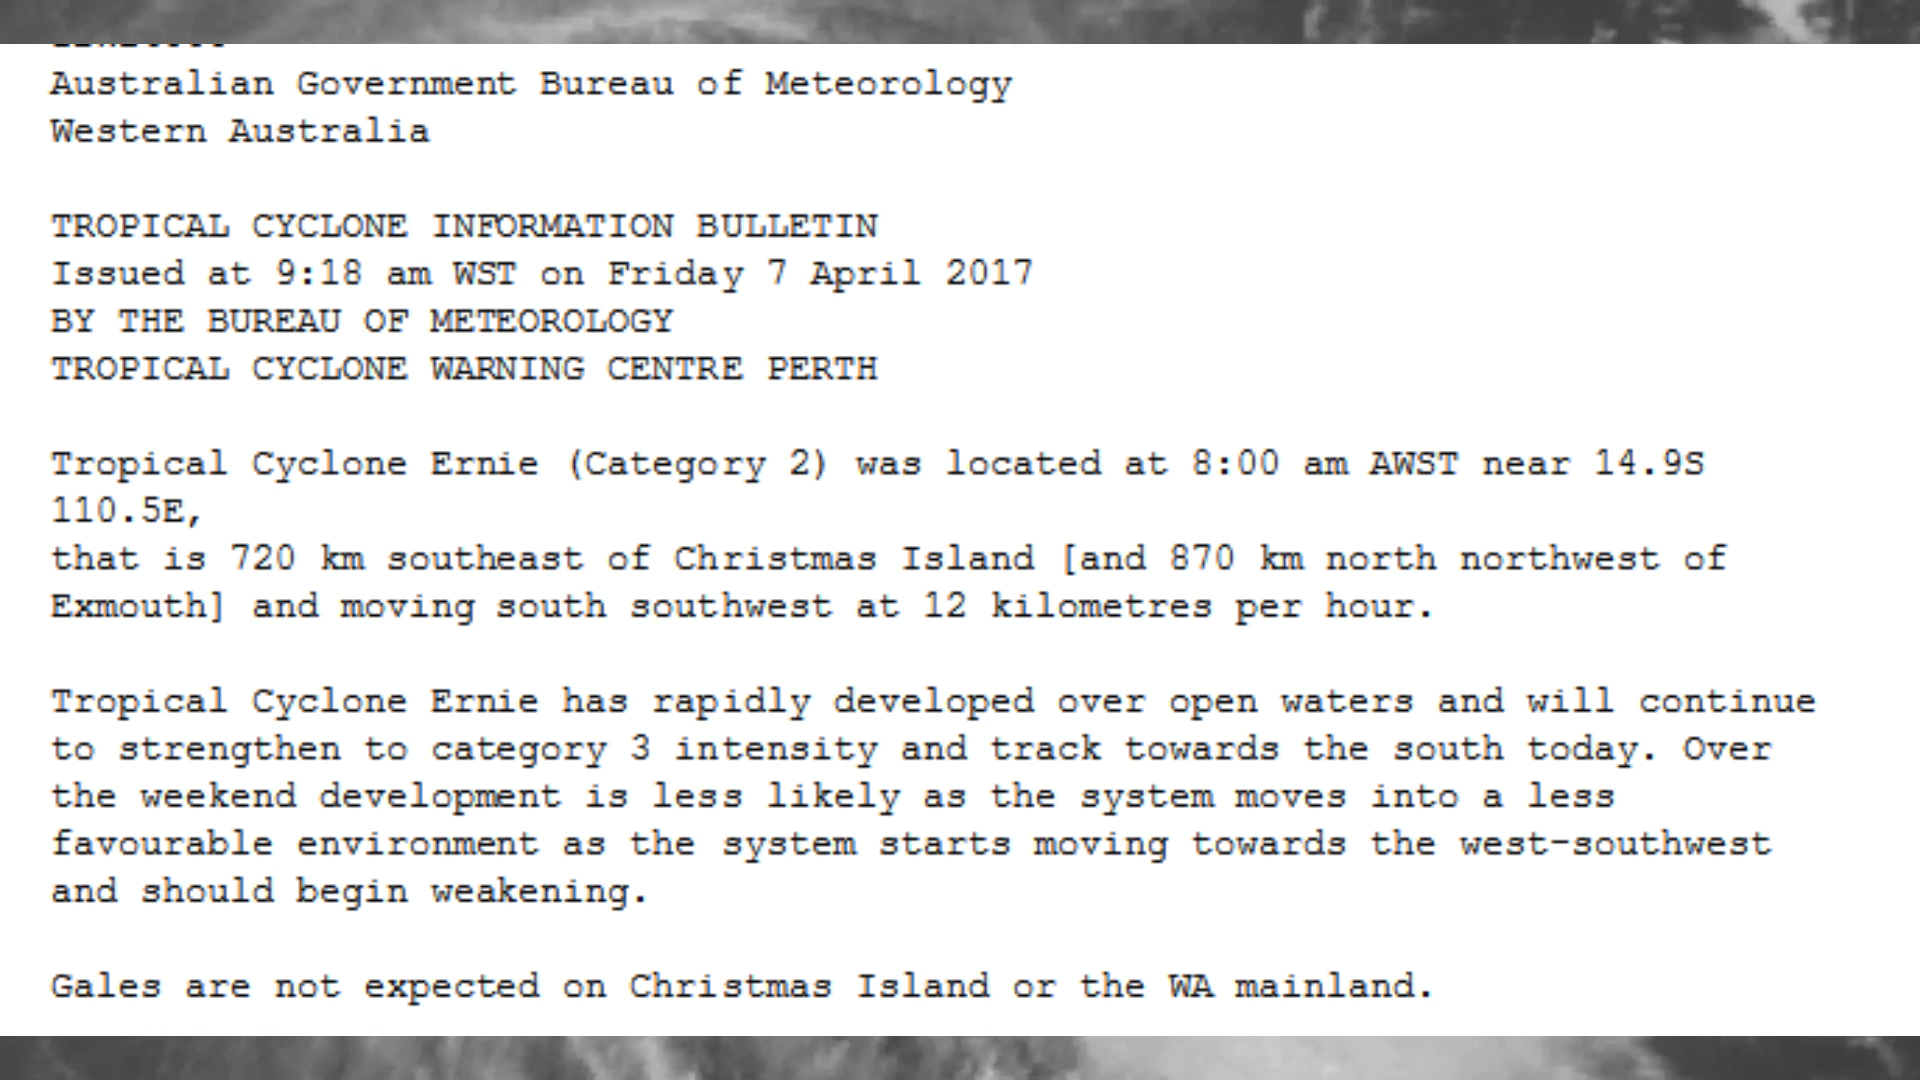 Australian Government Bureau of Meteorology
Western Australia
TROPICAL CYCLONE INFORMATION BULLETIN
Issued at 9:18 am WST on Friday 7 April 2017
BY THE BUREAU OF METEOROLOGY
TROPICAL CYCLONE WARNING CENTRE PERTH
Tropical Cyclone Ernie (Category 2) was located at 8:00 am AWST near 14.9S
110.5E,
that is 720 km southeast of Christmas Island [and 870 km north northwest of
Exmouth] and moving south southwest at 12 kilometres per hour.
Tropical Cyclone Ernie has rapidly developed over open waters and will continue
to strengthen to category 3 intensity and track towards the south today. Over
the weekend development is less likely as the system moves into a less
favourable environment as the system starts moving towards the west-southwest
and should begin weakening.
Gales are not expected on Christmas Island or the WA mainland.